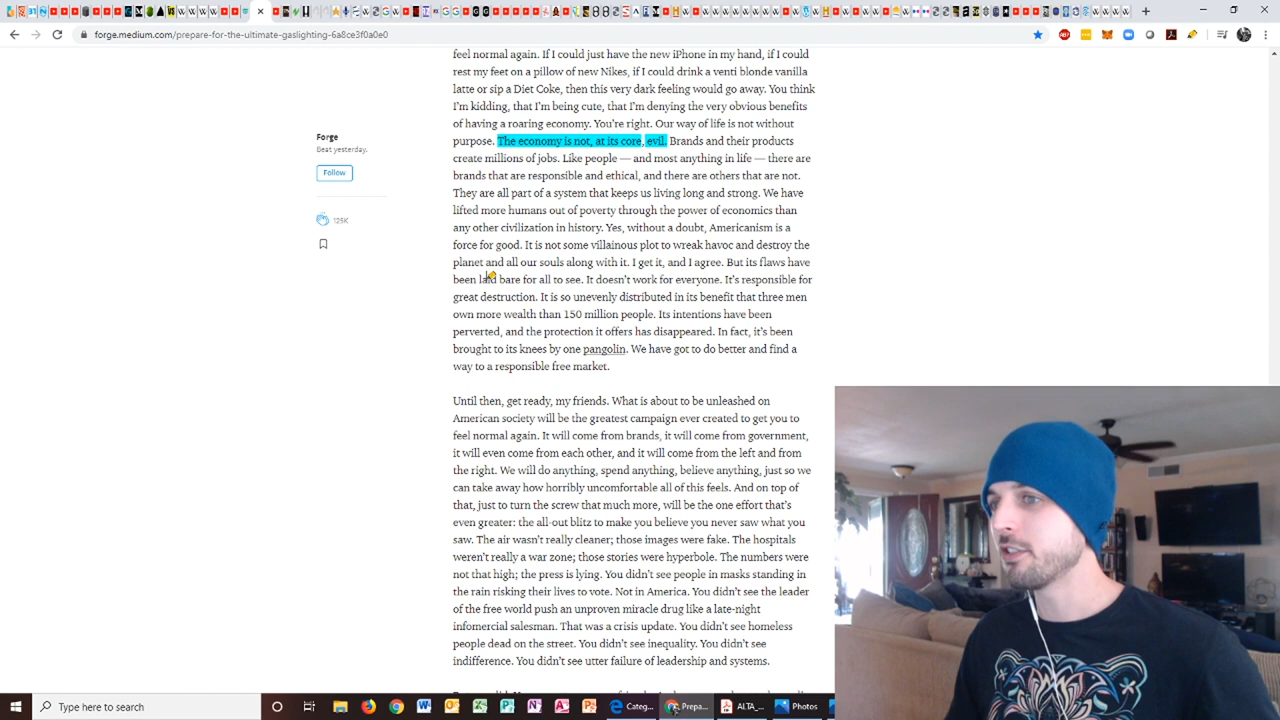 forge.medium.com/prepare-for-the-ultimate-gaslighting-6a8ce3f0a0e0
feel normal again. If I could just have the new iPhone in my hand, if I could
rest my feet on a pillow of new Nikes, if I could drink a venti blonde vanilla
latte or sip a Diet Coke, then this very dark feeling would go away. You think
I'm kidding, that I'm being cute, that I'm denying the very obvious benefits
of having a roaring economy. You're right. Our way of life is not without
purpose. The economy is not, at its core, evil. Brands and their products
create millions of jobs. Like people — and most anything in life — there are
brands that are responsible and ethical, and there are others that are not.
They are all part of a system that keeps us living long and strong. We have
lifted more humans out of poverty through the power of economics than
any other civilization in history. Yes, without a doubt, Americanism is a
force for good. It is not some villainous plot to wreak havoc and destroy the
planet and all our souls along with it. I get it, and I agree. But its flaws have
been laid bare for all to see. It doesn't work for everyone. It's responsible for
great destruction. It is so unevenly distributed in its benefit that three men
own more wealth than 150 million people. Its intentions have been
perverted, and the protection it offers has disappeared. In fact, it's been
brought to its knees by one pangolin. We have got to do better and find a
way to a responsible free market.
Forge
Beat yesterday.
Follow
125K
Until then, get ready, my friends. What is about to be unleashed on
American society will be the greatest campaign ever created to get you to
feel normal again. It will come from brands, it will come from government,
it will even come from each other, and it will come from the left and from
the right. We will do anything, spend anything, believe anything, just so we
can take away how horribly uncomfortable all of this feels. And on top of
that, just to turn the screw that much more, will be the one effort that's
even greater: the all-out blitz to make you believe you never saw what you
saw. The air wasn't really cleaner; those images were fake. The hospitals
weren't really a war zone; those stories were hyperbole. The numbers were
not that high; the press is lying. You didn't see people in masks standing in
the rain risking their lives to vote. Not in America. You didn't see the leader
of the free world push an unproven miracle drug like a late-night
infomercial salesman. That was a crisis update. You didn't see homeless
people dead on the street. You didn't see inequality. You didn't see
indifference. You didn't see utter failure of leadership and systems.
Type here to search
Categ...
Prepa...
ALTA_...
Photos